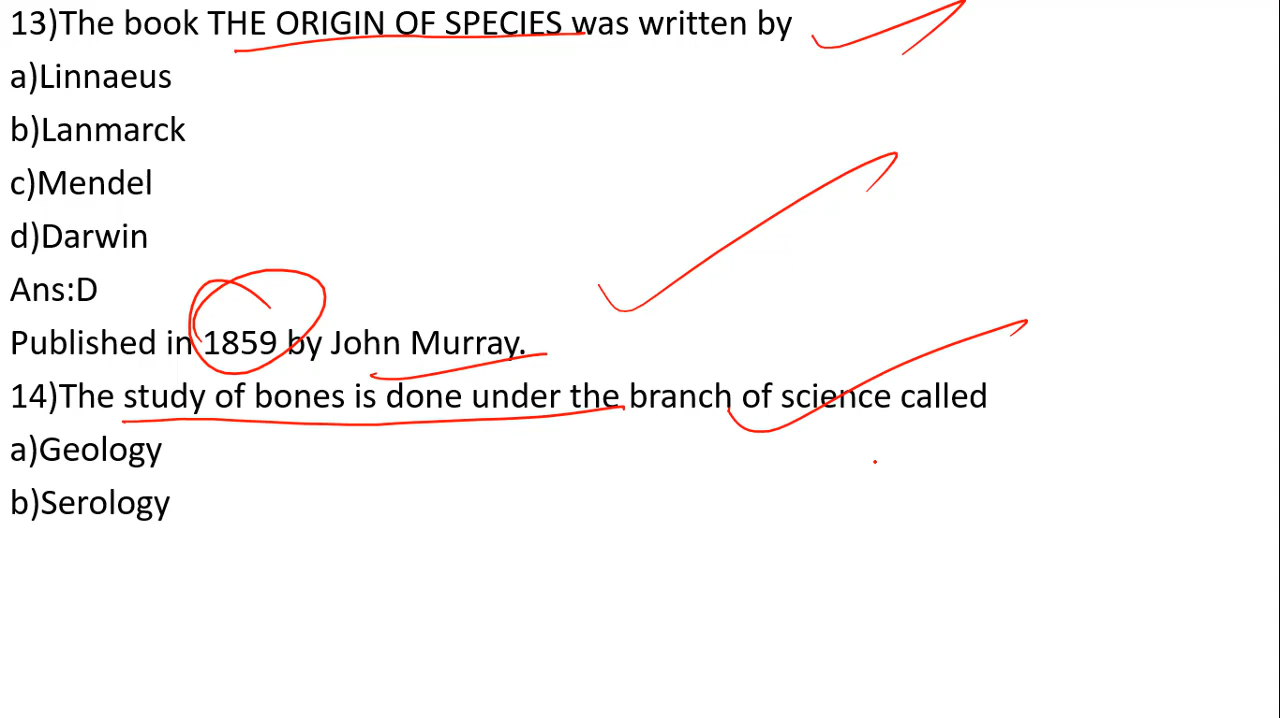 13)The book THE ORIGIN OF SPECIES was written by
a)Linnaeus
b)Lanmarck
c)Mendel
d)Darwin
Ans:D
Published in 1859 by John Murray.
14)The study of bones is done under the branch of science called
a)Geology
b)Serology